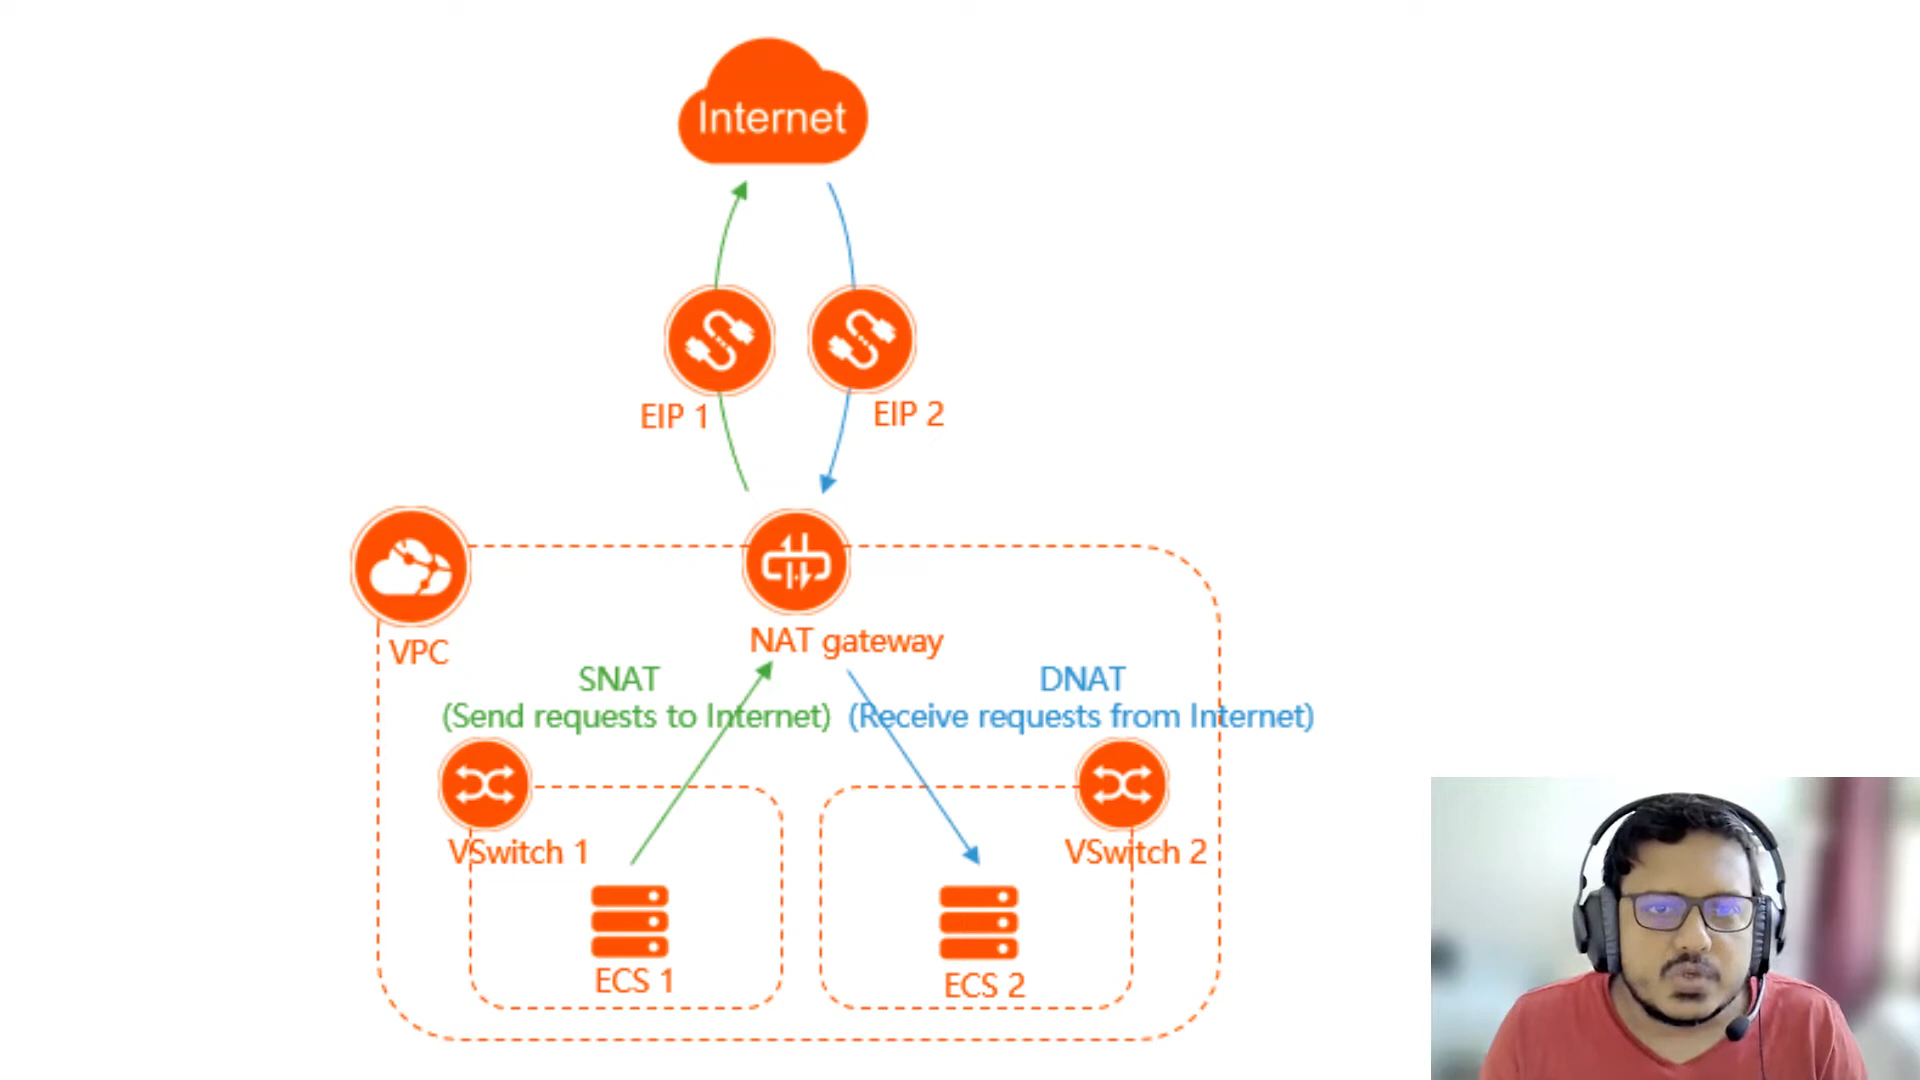 Internet
EIP 1
EIP 2
NAT gateway
VPC
SNAT
(Send requests to Internet)
DNAT
(Receive requests from Internet)
VSwitch 1
VSwitch 2
ECS 1
ECS 2